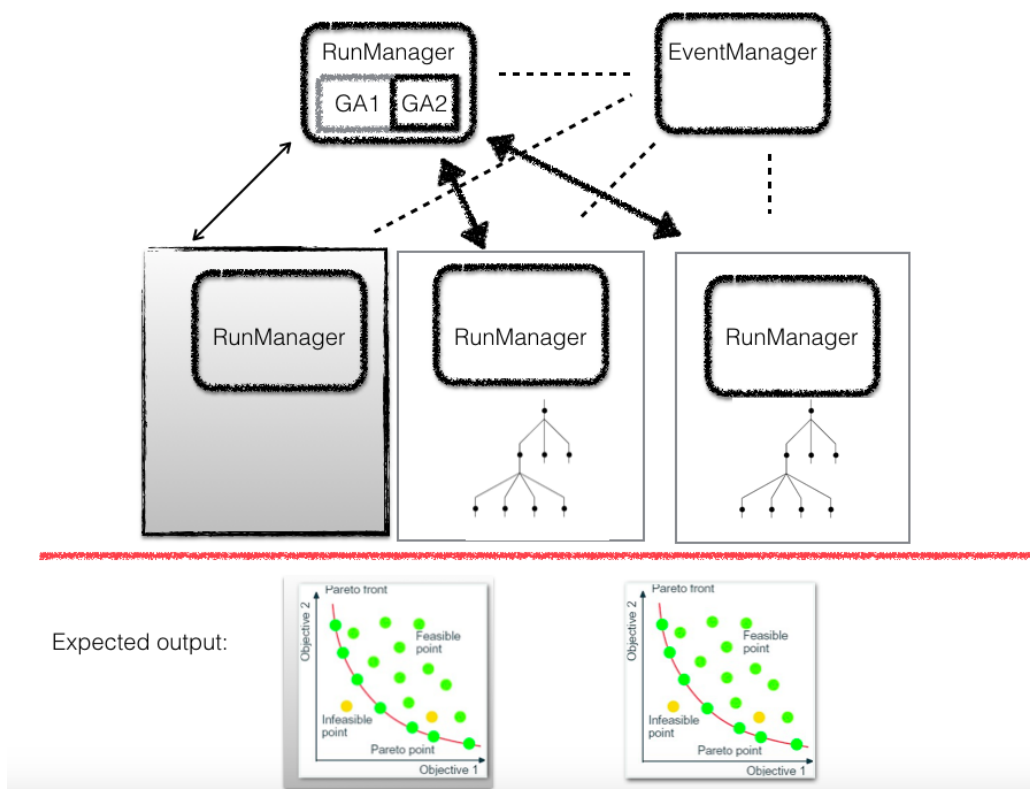 RunManager
GA1
GA2
EventManager
RunManager
RunManager
RunManager
Expected output:
Pareto front
Objective 2
Feasible
point
Infeasible
point
Pareto point
Objective 1
Pareto front
Objective 2
Feasible
point
Infeasible
point
Pareto point
Objective 1